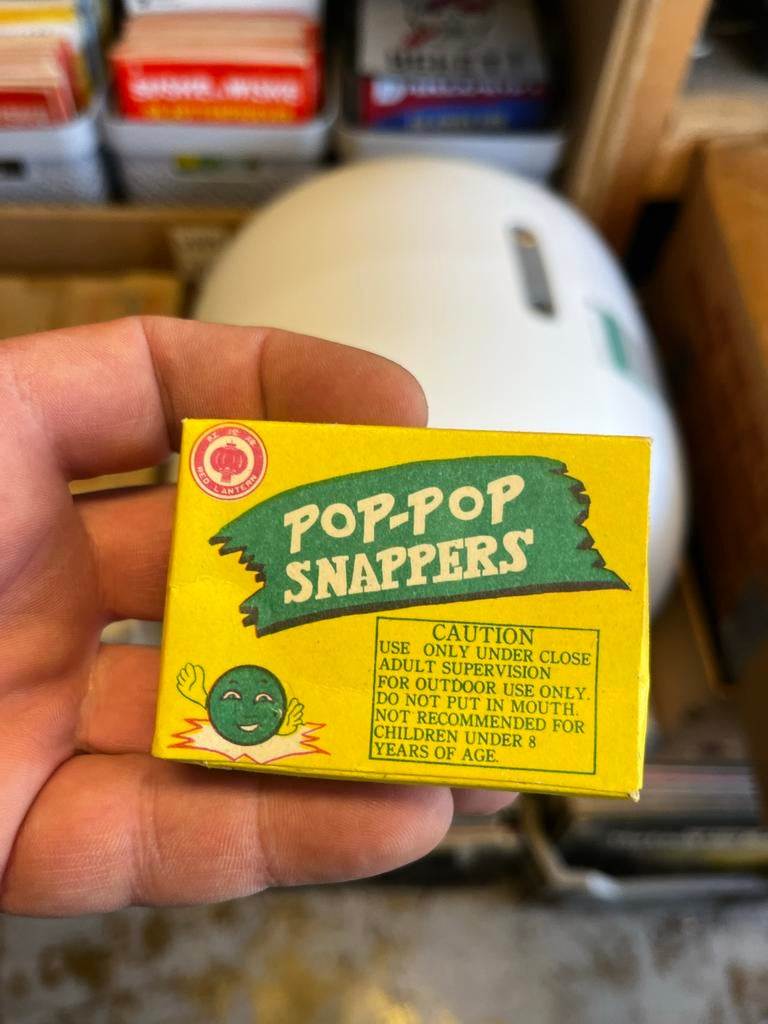 RED LANTERN
POP-POP
SNAPPERS
CAUTION
USE ONLY UNDER CLOSE
ADULT SUPERVISION
FOR OUTDOOR USE ONLY.
DO NOT PUT IN MOUTH.
NOT RECOMMENDED FOR
CHILDREN UNDER 8
YEARS OF AGE.